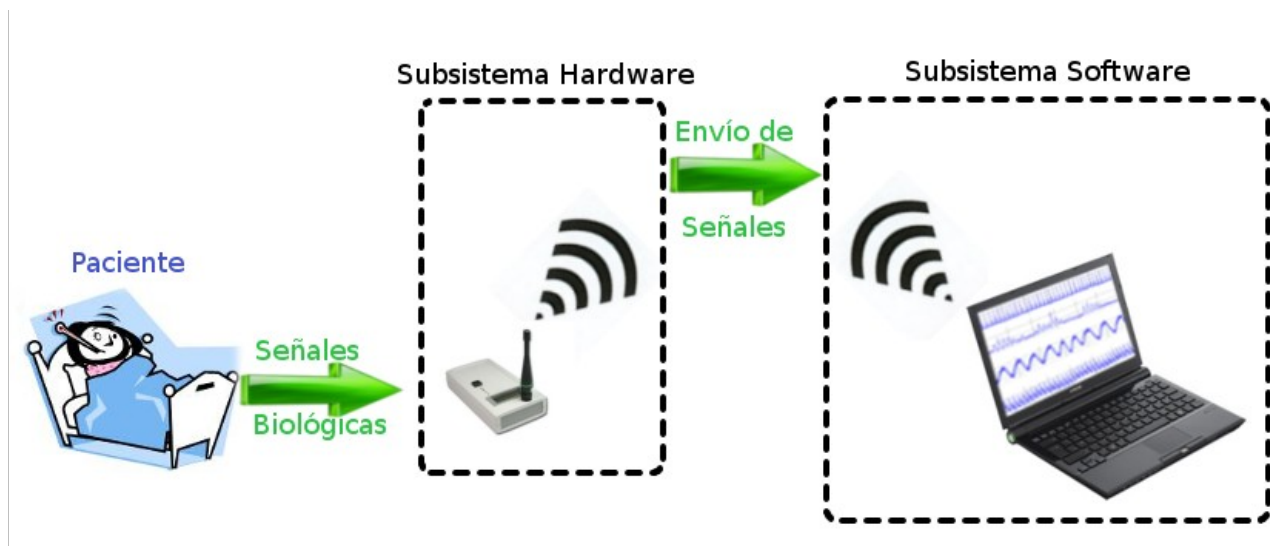 Subsistema Hardware
Subsistema Software
Envío de
Señales
Paciente
Señales
Biológicas